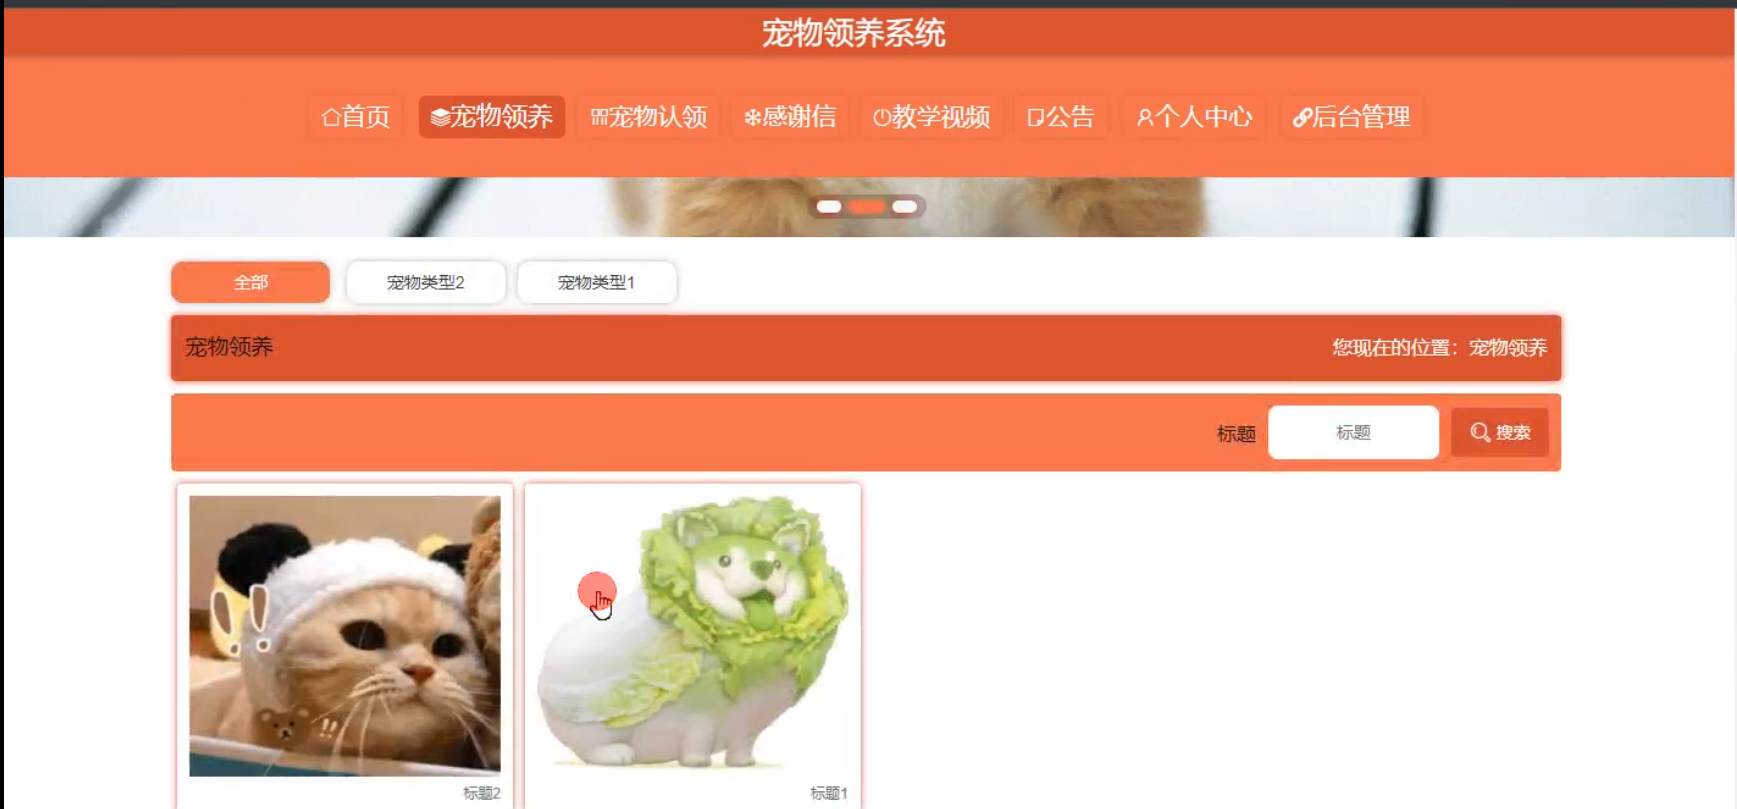 宠物领养系统
首页 宠物领养 宠物认领 感谢信 教学视频 公告 个人中心 后台管理
全部 宠物类型2 宠物类型1
宠物领养 您现在的位置：宠物领养
标题 标题 搜索
标题2 标题1